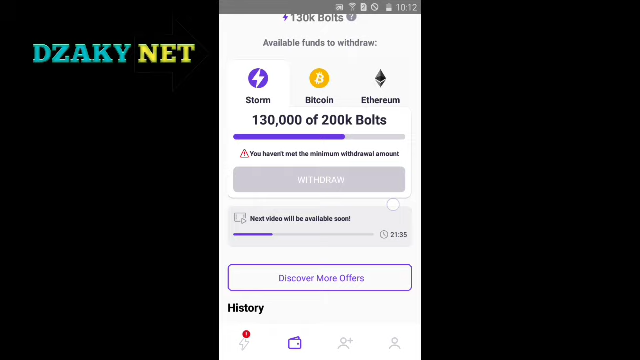 DZAKY NET
10:12
130k Bolts
Available funds to withdraw:
Storm
Bitcoin
Ethereum
130,000 of 200k Bolts
You haven't met the minimum withdrawal amount
WITHDRAW
Next video will be available soon!
21:35
Discover More Offers
History